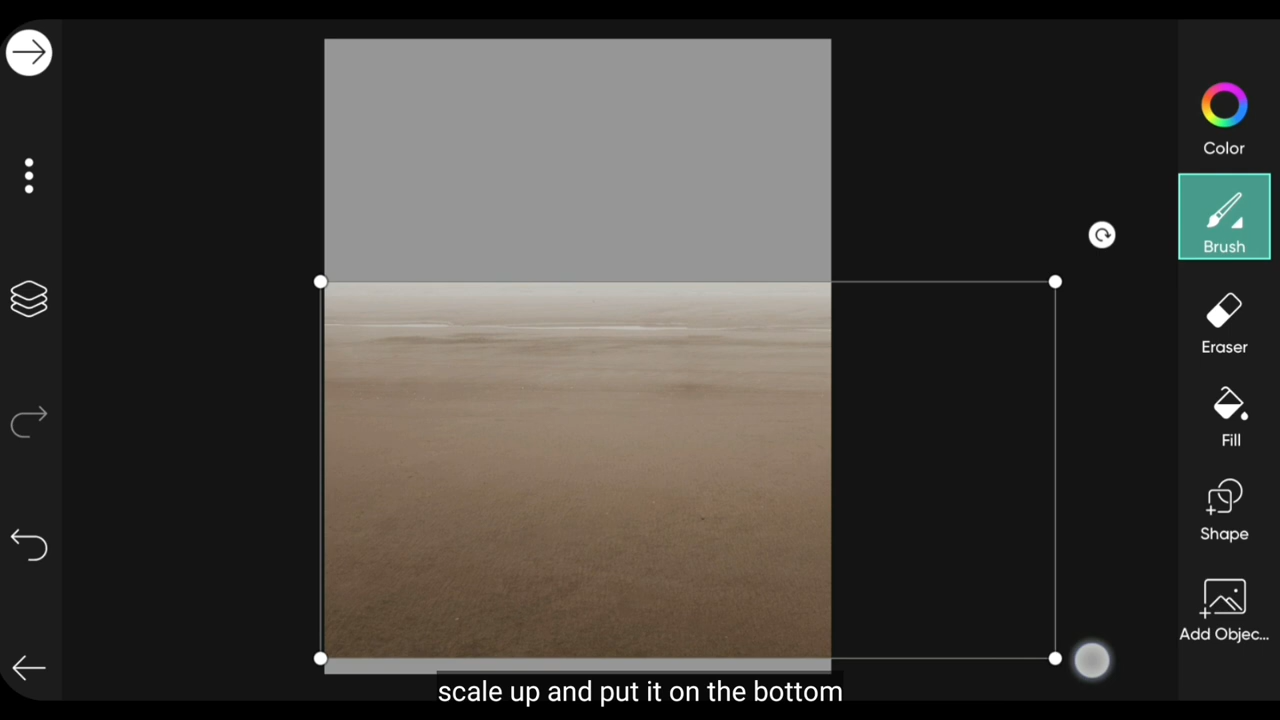 Color
Brush
Eraser
Fill
Shape
Add Objec...
scale up and put it on the bottom